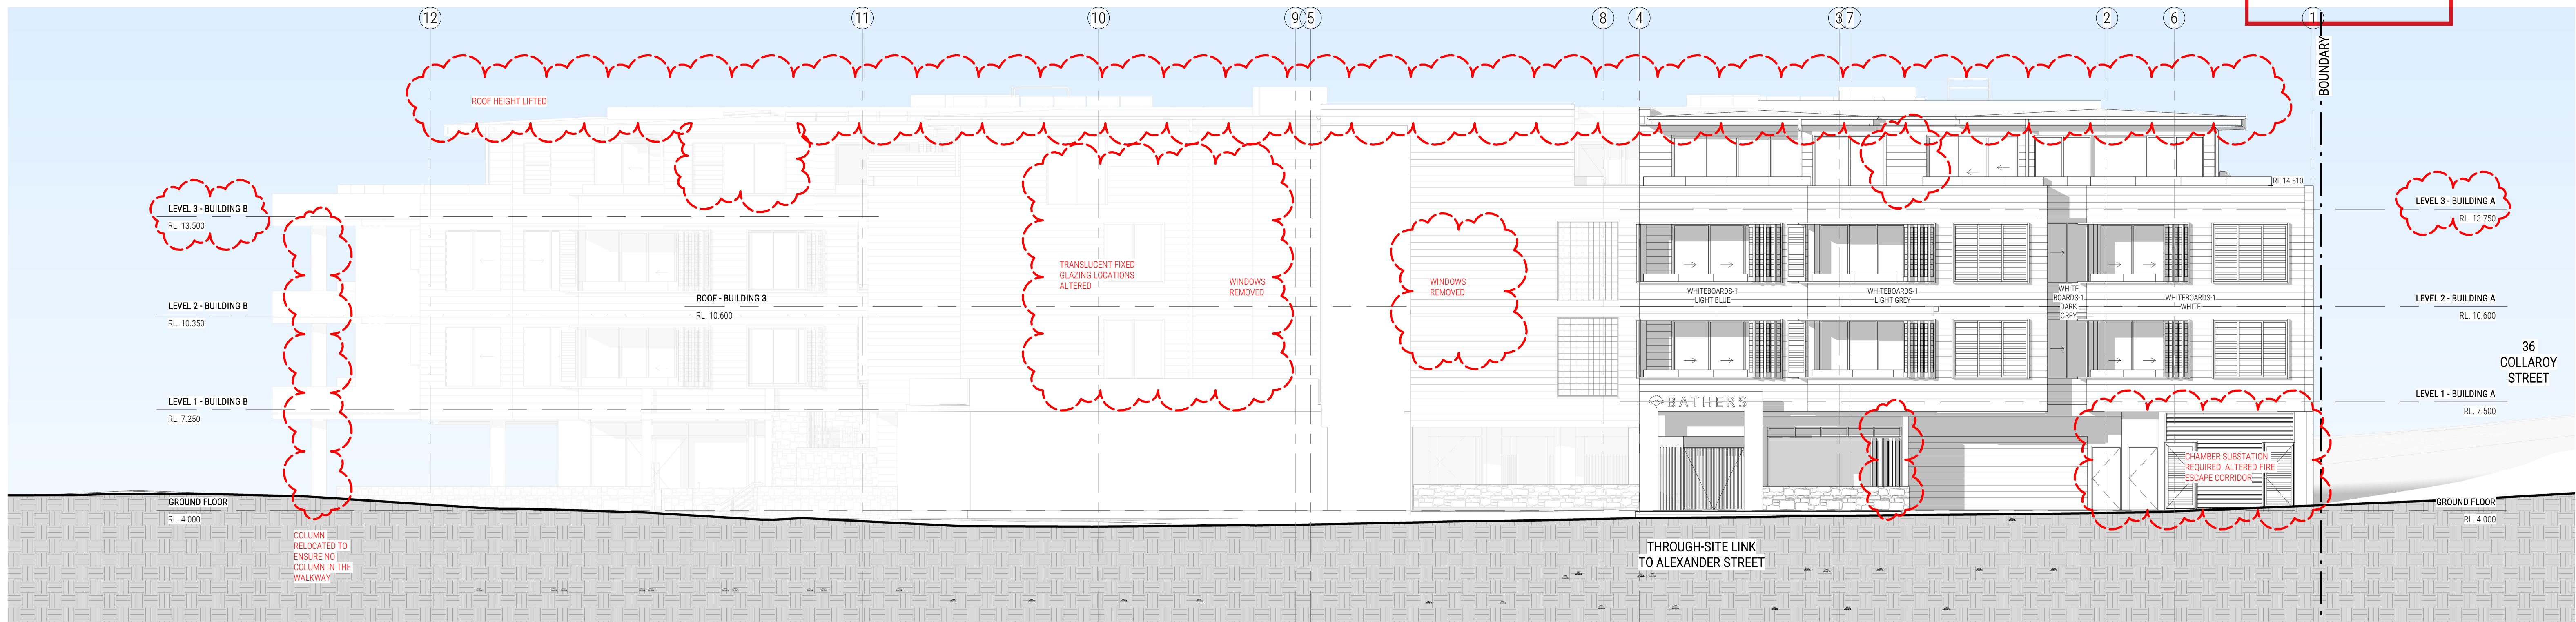 12
11
10
9
5
8
4
3
7
2
6
1
BOUNDARY
ROOF HEIGHT LIFTED
RL 14.510
LEVEL 3 - BUILDING B
RL. 13.500
LEVEL 3 - BUILDING A
RL. 13.750
TRANSLUCENT FIXED
GLAZING LOCATIONS
ALTERED
WINDOWS
REMOVED
WINDOWS
REMOVED
WHITEBOARDS-1
LIGHT BLUE
WHITEBOARDS-1
LIGHT GREY
WHITE
BOARDS-1
DARK
GREY
WHITEBOARDS-1
WHITE
LEVEL 2 - BUILDING B
RL. 10.350
ROOF - BUILDING 3
RL. 10.600
LEVEL 2 - BUILDING A
RL. 10.600
36
COLLAROY
STREET
LEVEL 1 - BUILDING B
RL. 7.250
BATHERS
LEVEL 1 - BUILDING A
RL. 7.500
CHAMBER SUBSTATION
REQUIRED. ALTERED FIRE
ESCAPE CORRIDOR
GROUND FLOOR
RL. 4.000
GROUND FLOOR
RL. 4.000
COLUMN
RELOCATED TO
ENSURE NO
COLUMN IN THE
WALKWAY
THROUGH-SITE LINK
TO ALEXANDER STREET